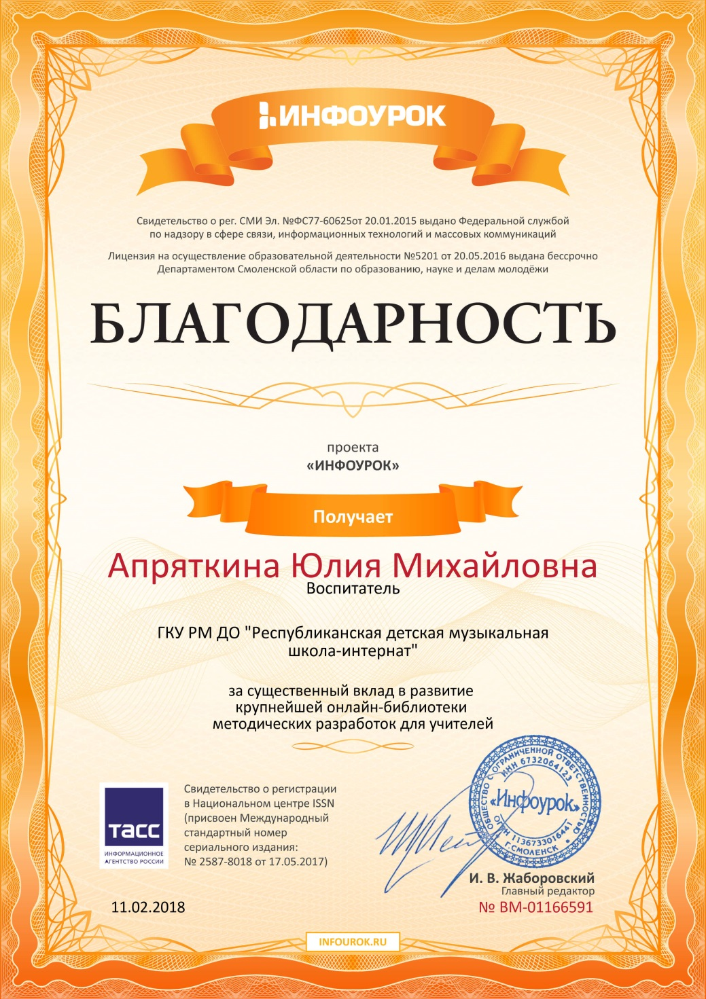 ИНФОУРОК
Свидетельство о рег. СМИ Эл. №ФС77-60625от 20.01.2015 выдано Федеральной службой
по надзору в сфере связи, информационных технологий и массовых коммуникаций
Лицензия на осуществление образовательной деятельности №5201 от 20.05.2016 выдана бессрочно
Департаментом Смоленской области по образованию, науке и делам молодёжи
БЛАГОДАРНОСТЬ
проекта
«ИНФОУРОК»
Получает
Апряткина Юлия Михайловна
Воспитатель
ГКУ РМ ДО "Республиканская детская музыкальная
школа-интернат"
за существенный вклад в развитие
крупнейшей онлайн-библиотеки
методических разработок для учителей
ТАСС
ИНФОРМАЦИОННОЕ
АГЕНТСТВО РОССИИ
Свидетельство о регистрации
в Национальном центре ISSN
(присвоен Международный
стандартный номер
сериального издания:
№ 2587-8018 от 17.05.2017)
ОБЩЕСТВО С ОГРАНИЧЕННОЙ ОТВЕТСТВЕННОСТЬЮ
ИНН 6732064123
«Инфоурок»
ОГРН 1136733016441
Г.СМОЛЕНСК
И. В. Жаборовский
Главный редактор
11.02.2018
№ ВМ-01166591
INFOUROK.RU